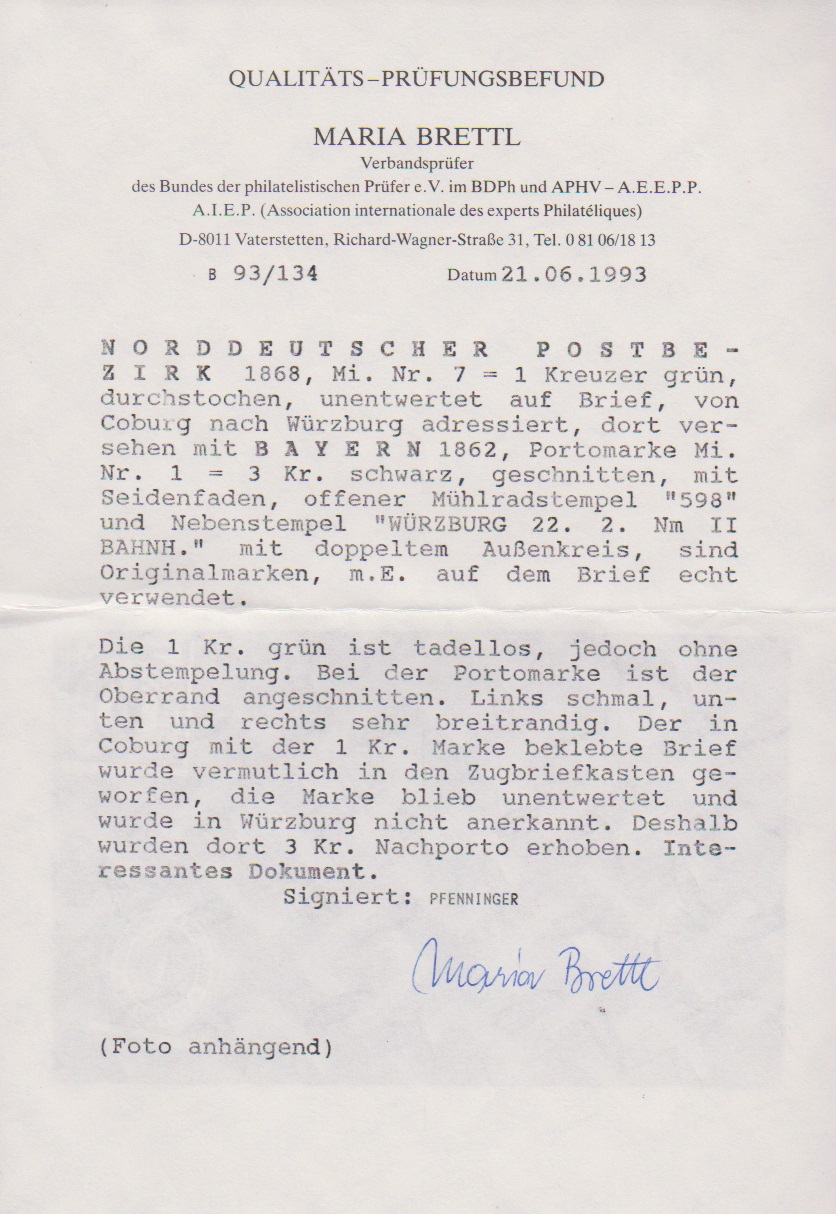 QUALITÄTS–PRÜFUNGSBEFUND
MARIA BRETTL
Verbandsprüfer
des Bundes der philatelistischen Prüfer e.V. im BDPh und APHV – A.E.E.P.P.
A.I.E.P. (Association internationale des experts Philatéliques)
D-8011 Vaterstetten, Richard-Wagner-Straße 31, Tel. 0 81 06/18 13
B 93/134 Datum 21.06.1993
N O R D D E U T S C H E R P O S T B E -
Z I R K 1868, Mi. Nr. 7 = 1 Kreuzer grün,
durchstochen, unentwertet auf Brief, von
Coburg nach Würzburg adressiert, dort ver-
sehen mit B A Y E R N 1862, Portomarke Mi.
Nr. 1 = 3 Kr. schwarz, geschnitten, mit
Seidenfaden, offener Mühlradstempel "598"
und Nebenstempel "WÜRZBURG 22. 2. Nm II
BAHNH." mit doppeltem Außenkreis, sind
Originalmarken, m.E. auf dem Brief echt
verwendet.
Die 1 Kr. grün ist tadellos, jedoch ohne
Abstempelung. Bei der Portomarke ist der
Oberrand angeschnitten. Links schmal, un-
ten und rechts sehr breitrandig. Der in
Coburg mit der 1 Kr. Marke beklebte Brief
wurde vermutlich in den Zugbriefkasten ge-
worfen, die Marke blieb unentwertet und
wurde in Würzburg nicht anerkannt. Deshalb
wurden dort 3 Kr. Nachporto erhoben. Inte-
ressantes Dokument.
Signiert: PFENNINGER
Maria Brettl
(Foto anhängend)